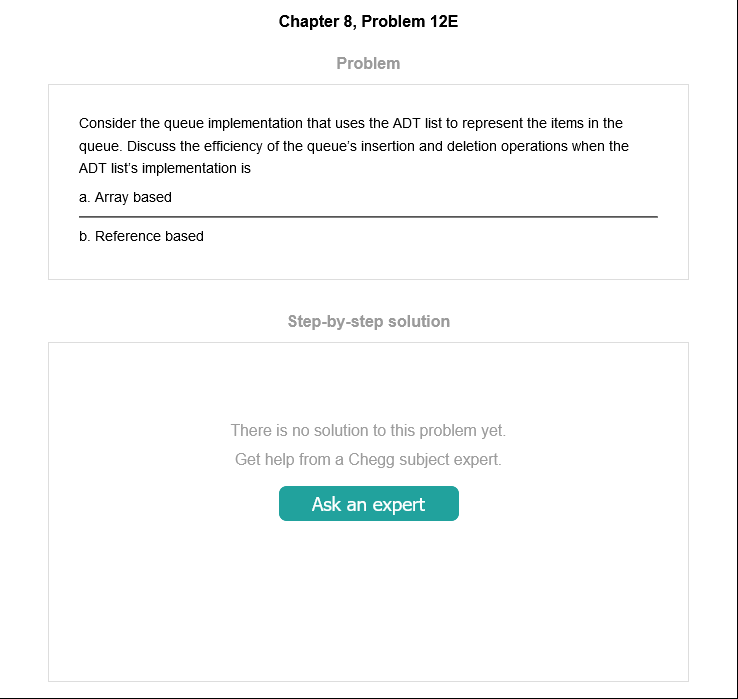 Chapter 8, Problem 12E
Problem
Consider the queue implementation that uses the ADT list to represent the items in the
queue. Discuss the efficiency of the queue's insertion and deletion operations when the
ADT list's implementation is
a. Array based
b. Reference based
Step-by-step solution
There is no solution to this problem yet.
Get help from a Chegg subject expert.
Ask an expert